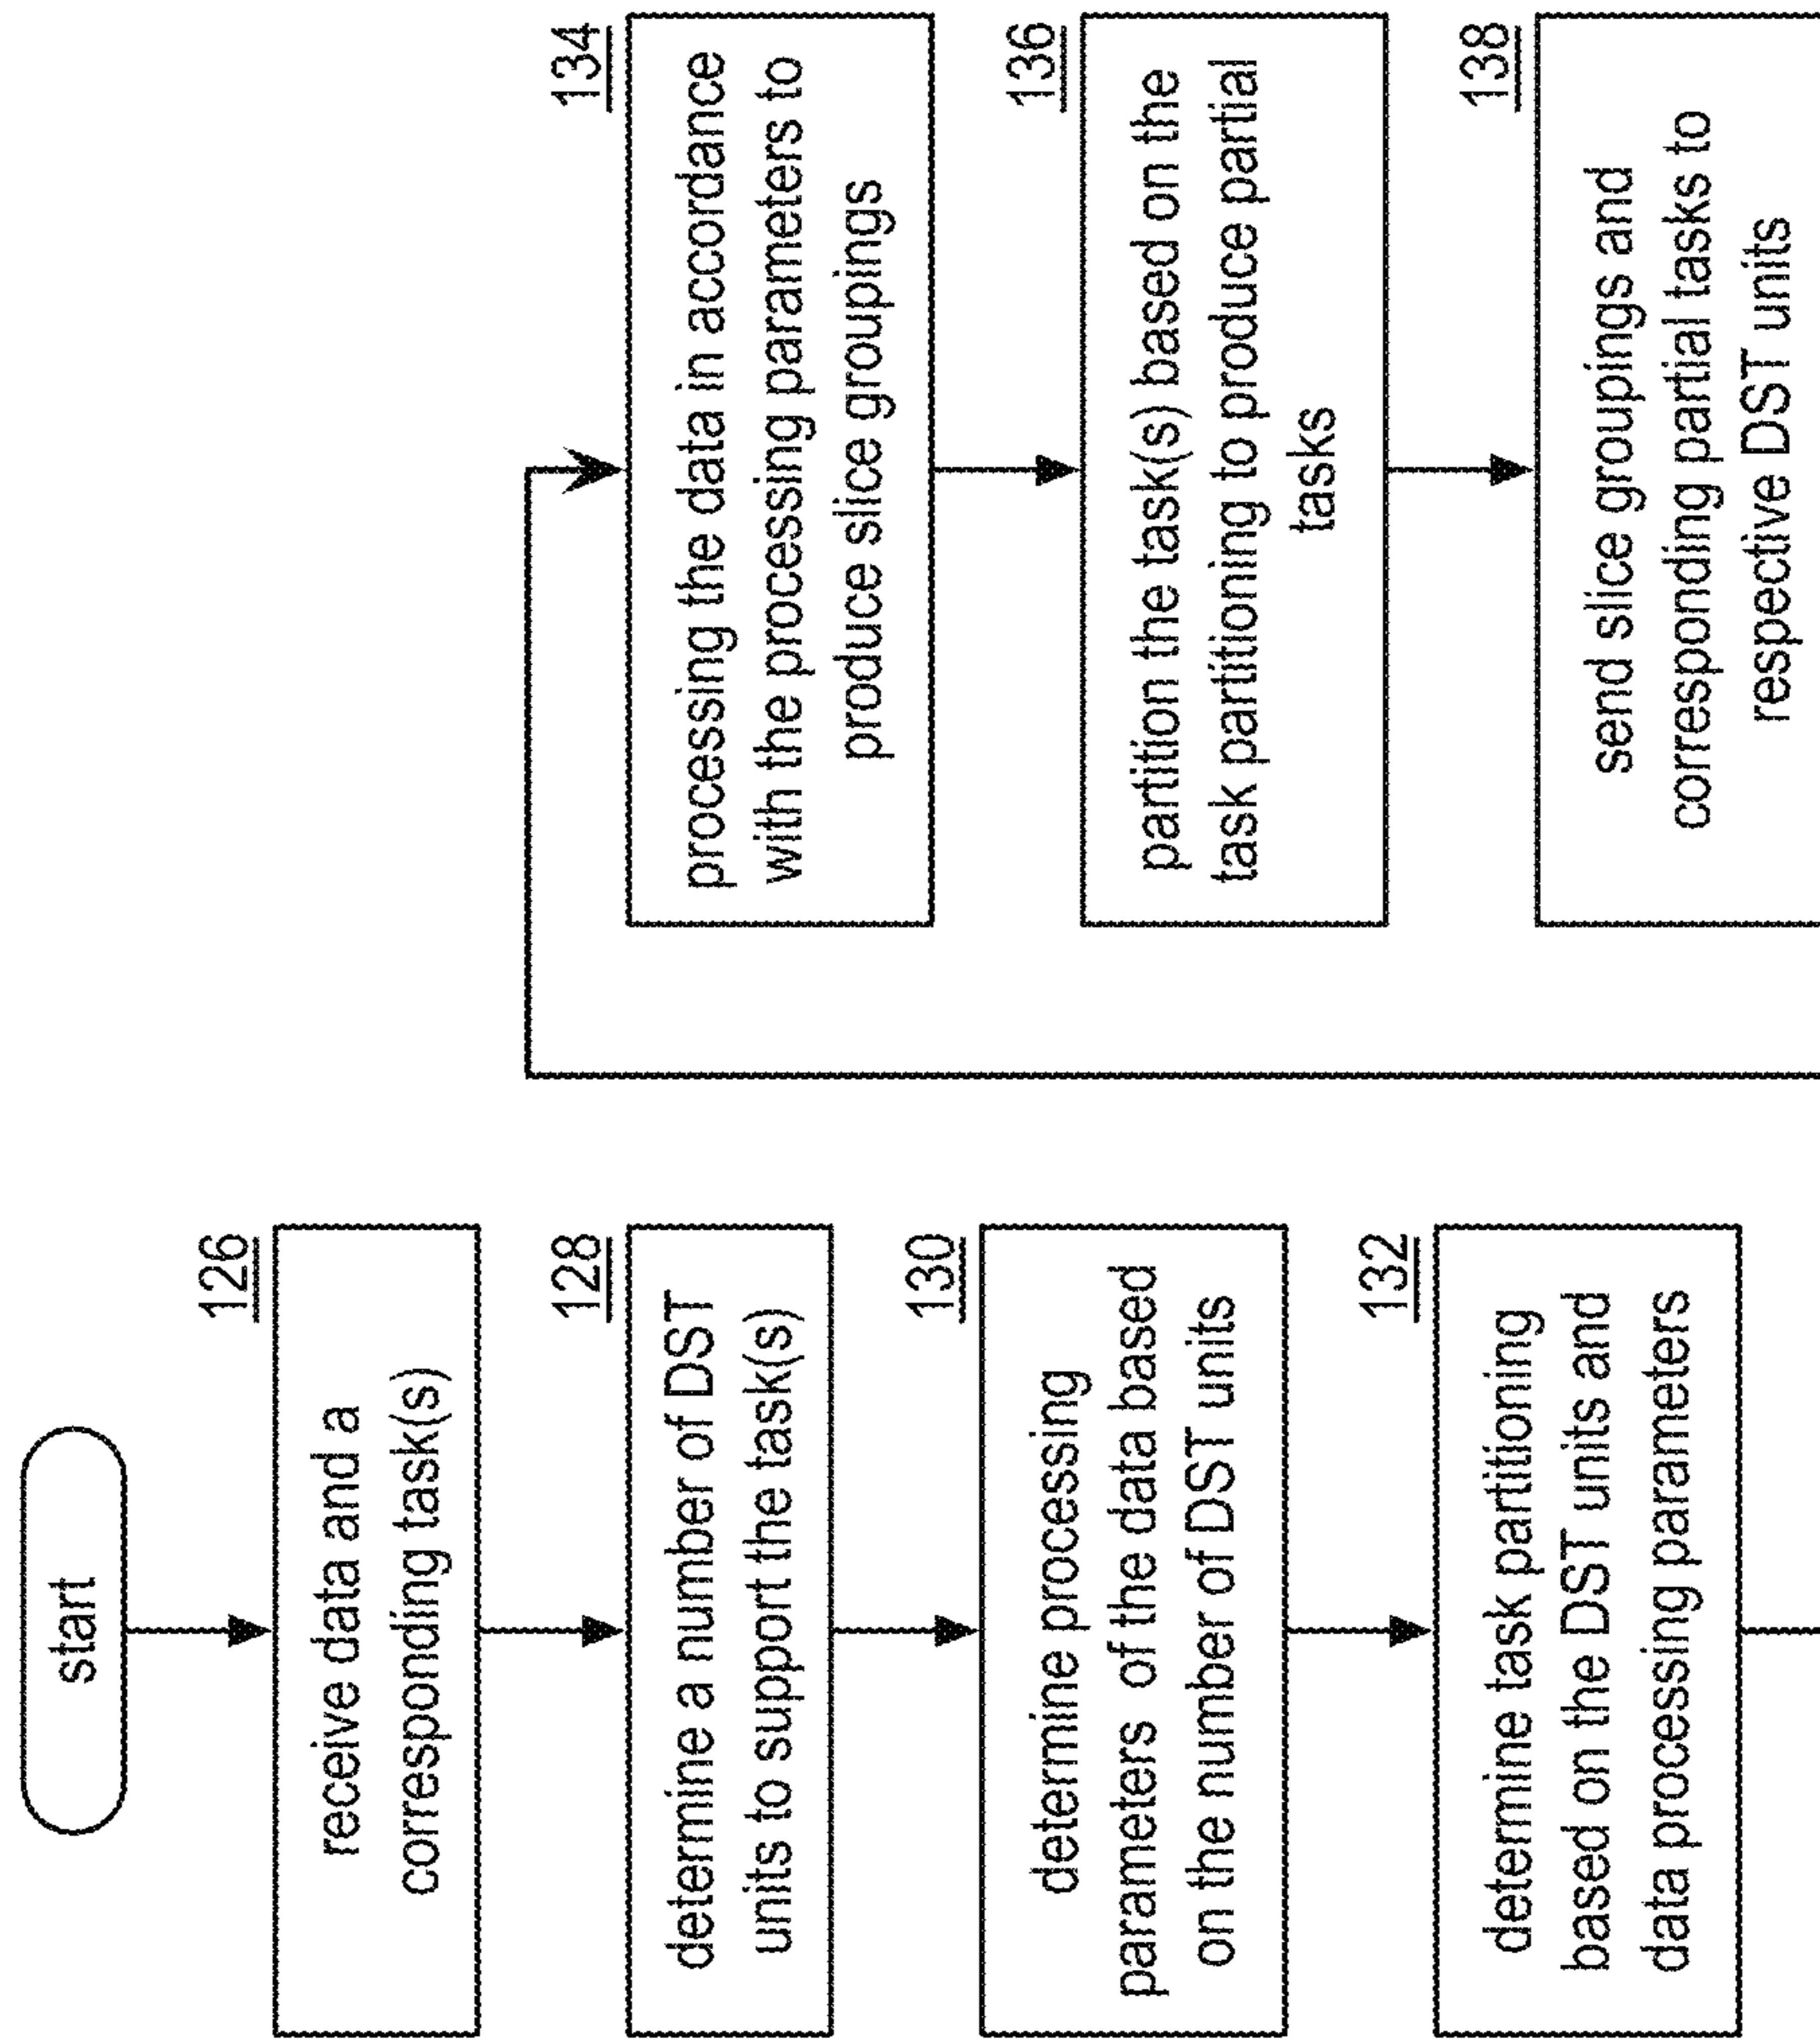 start
126
receive data and a
corresponding task(s)
128
determine a number of DST
units to support the task(s)
130
determine processing
parameters of the data based
on the number of DST units
132
determine task partitioning
based on the DST units and
data processing parameters
134
processing the data in accordance
with the processing parameters to
produce slice groupings
136
partition the task(s) based on the
task partitioning to produce partial
tasks
138
send slice groupings and
corresponding partial tasks to
respective DST units